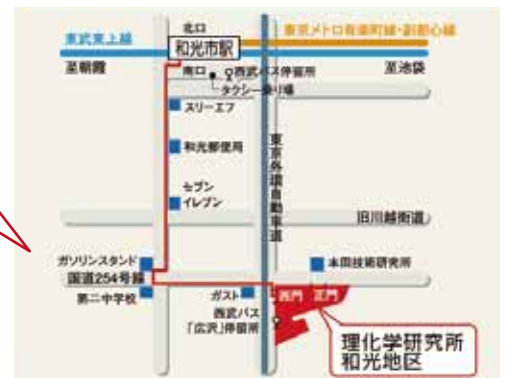 北口
東京メトロ有楽町線・副都心線
東武東上線
和光市駅
至朝霞
南口
西武バス停留所
至池袋
タクシー乗り場
スリーエフ
和光郵便局
東京外環自動車道
セブン
イレブン
旧川越街道
ガソリンスタンド
国道254号線
本田技術研究所
第二中学校
ガスト
西門
正門
西武バス
「広沢」停留所
理化学研究所
和光地区